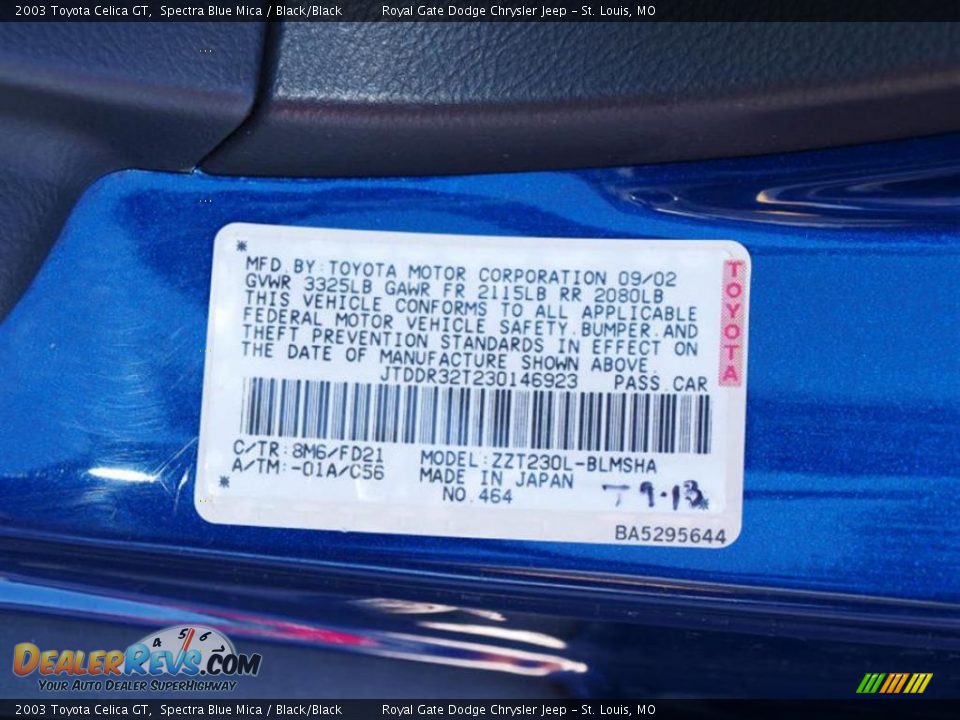 2003 Toyota Celica GT, Spectra Blue Mica / Black/Black Royal Gate Dodge Chrysler Jeep - St. Louis, MO
MFD.BY:TOYOTA MOTOR CORPORATION 09/02
GVWR 3325LB GAWR FR 2115LB RR 2080LB
THIS VEHICLE CONFORMS TO ALL APPLICABLE
FEDERAL MOTOR VEHICLE SAFETY.BUMPER.AND
THEFT PREVENTION STANDARDS IN EFFECT ON
THE DATE OF MANUFACTURE SHOWN ABOVE.
JTDDR32T230146923 PASS.CAR
TOYOTA
C/TR:8M6/FD21
A/TM:-01A/C56
MODEL:ZZT230L-BLMSHA
MADE IN JAPAN
NO.464
T 9-13
BA5295644
4 5 6
DEALERREVS.COM
YOUR AUTO DEALER SUPERHIGHWAY
2003 Toyota Celica GT, Spectra Blue Mica / Black/Black Royal Gate Dodge Chrysler Jeep - St. Louis, MO